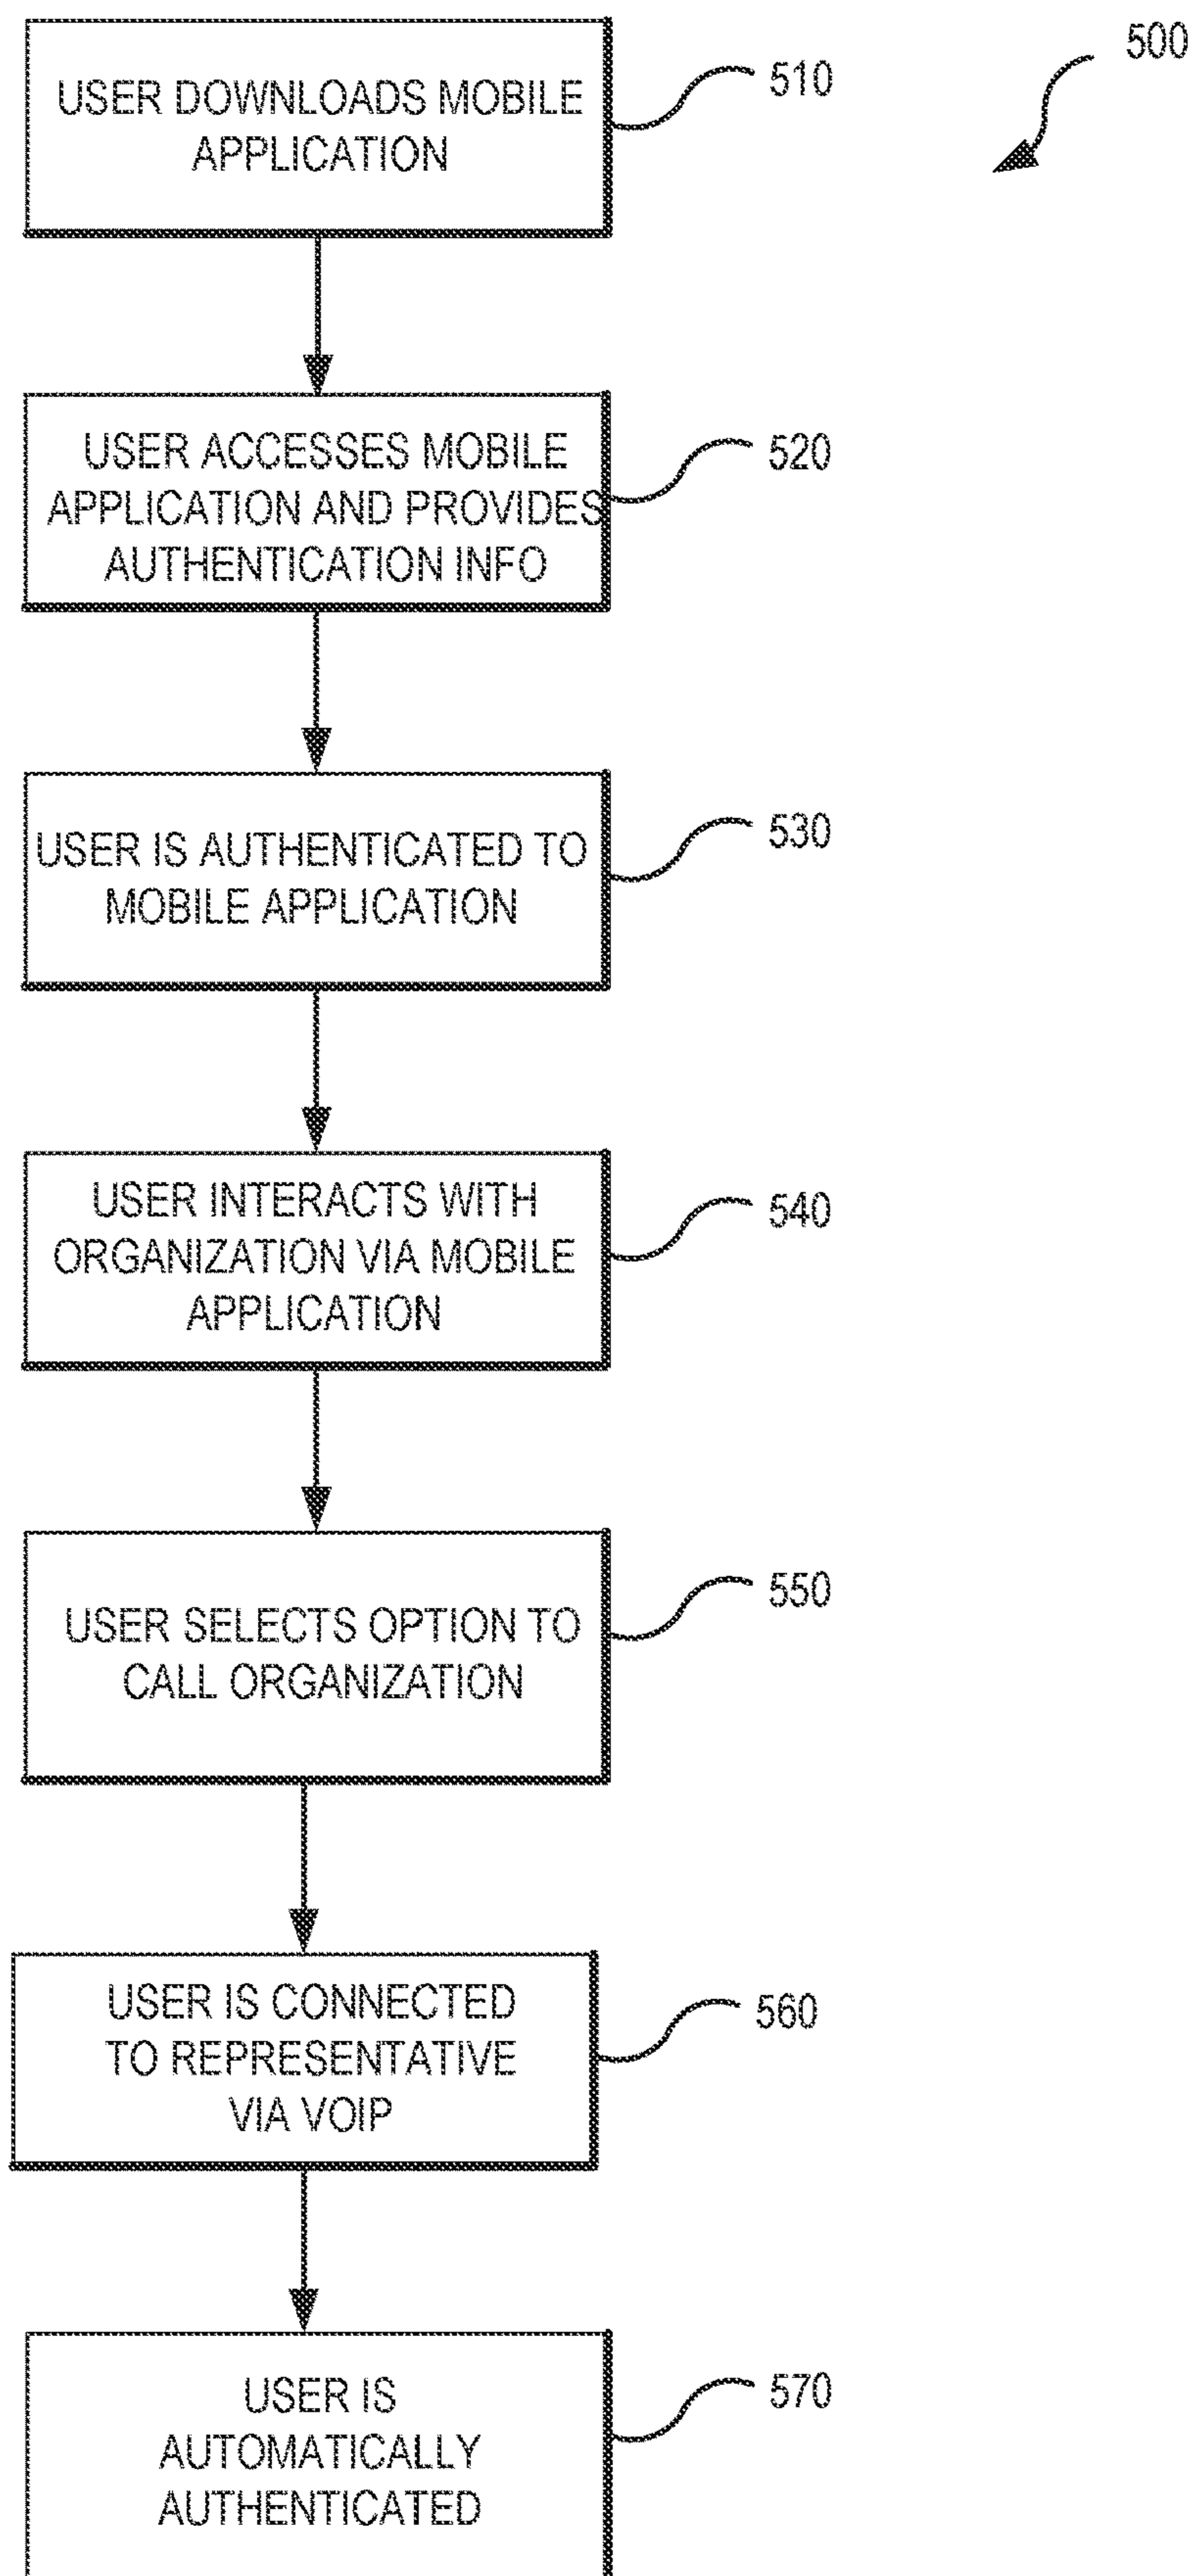 500
USER DOWNLOADS MOBILE
APPLICATION
510
USER ACCESSES MOBILE
APPLICATION AND PROVIDES
AUTHENTICATION INFO
520
USER IS AUTHENTICATED TO
MOBILE APPLICATION
530
USER INTERACTS WITH
ORGANIZATION VIA MOBILE
APPLICATION
540
USER SELECTS OPTION TO
CALL ORGANIZATION
550
USER IS CONNECTED
TO REPRESENTATIVE
VIA VOIP
560
USER IS
AUTOMATICALLY
AUTHENTICATED
570